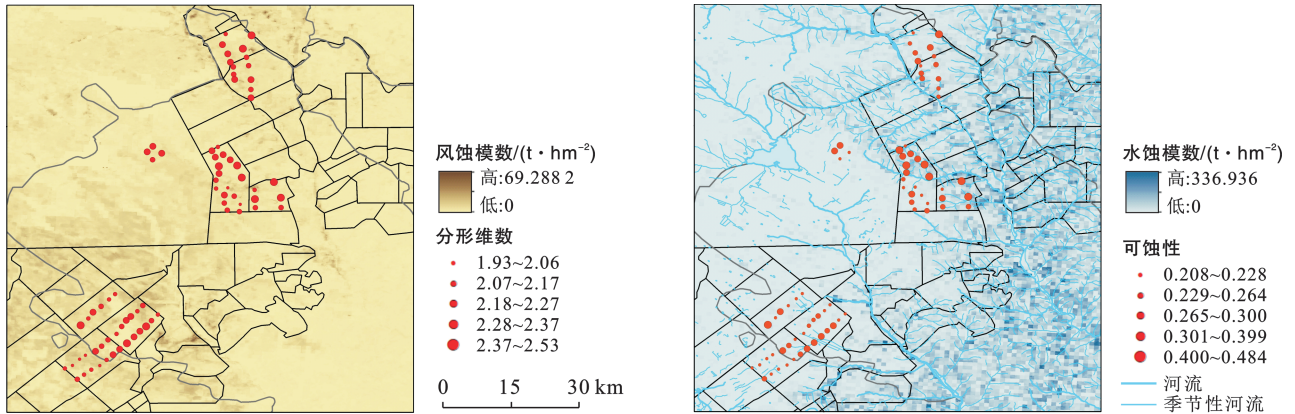 风蚀模数/(t·hm⁻²)
高:69.288 2
低:0
分形维数
1.93~2.06
2.07~2.17
2.18~2.27
2.28~2.37
2.37~2.53
0 15 30 km
水蚀模数/(t·hm⁻²)
高:336.936
低:0
可蚀性
0.208~0.228
0.229~0.264
0.265~0.300
0.301~0.399
0.400~0.484
河流
季节性河流